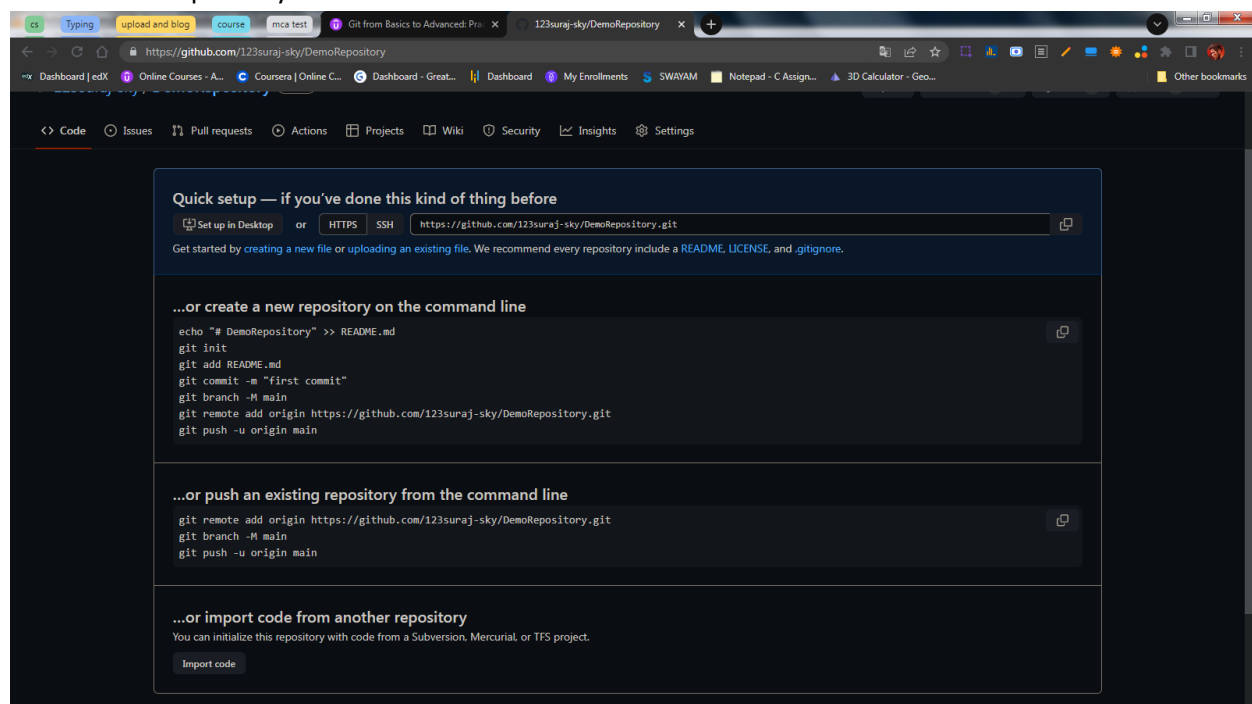 cs Typing upload and blog course mca test Git from Basics to Advanced: Pra 123suraj-sky/DemoRepository
https://github.com/123suraj-sky/DemoRepository
Dashboard | edX Online Courses - A... Coursera | Online C... Dashboard - Great... Dashboard My Enrollments SWAYAM Notepad - C Assign... 3D Calculator - Geo... Other bookmarks
<> Code Issues Pull requests Actions Projects Wiki Security Insights Settings
Quick setup — if you've done this kind of thing before
Set up in Desktop or HTTPS SSH https://github.com/123suraj-sky/DemoRepository.git
Get started by creating a new file or uploading an existing file. We recommend every repository include a README, LICENSE, and .gitignore.
...or create a new repository on the command line
echo "# DemoRepository" >> README.md
git init
git add README.md
git commit -m "first commit"
git branch -M main
git remote add origin https://github.com/123suraj-sky/DemoRepository.git
git push -u origin main
...or push an existing repository from the command line
git remote add origin https://github.com/123suraj-sky/DemoRepository.git
git branch -M main
git push -u origin main
...or import code from another repository
You can initialize this repository with code from a Subversion, Mercurial, or TFS project.
Import code